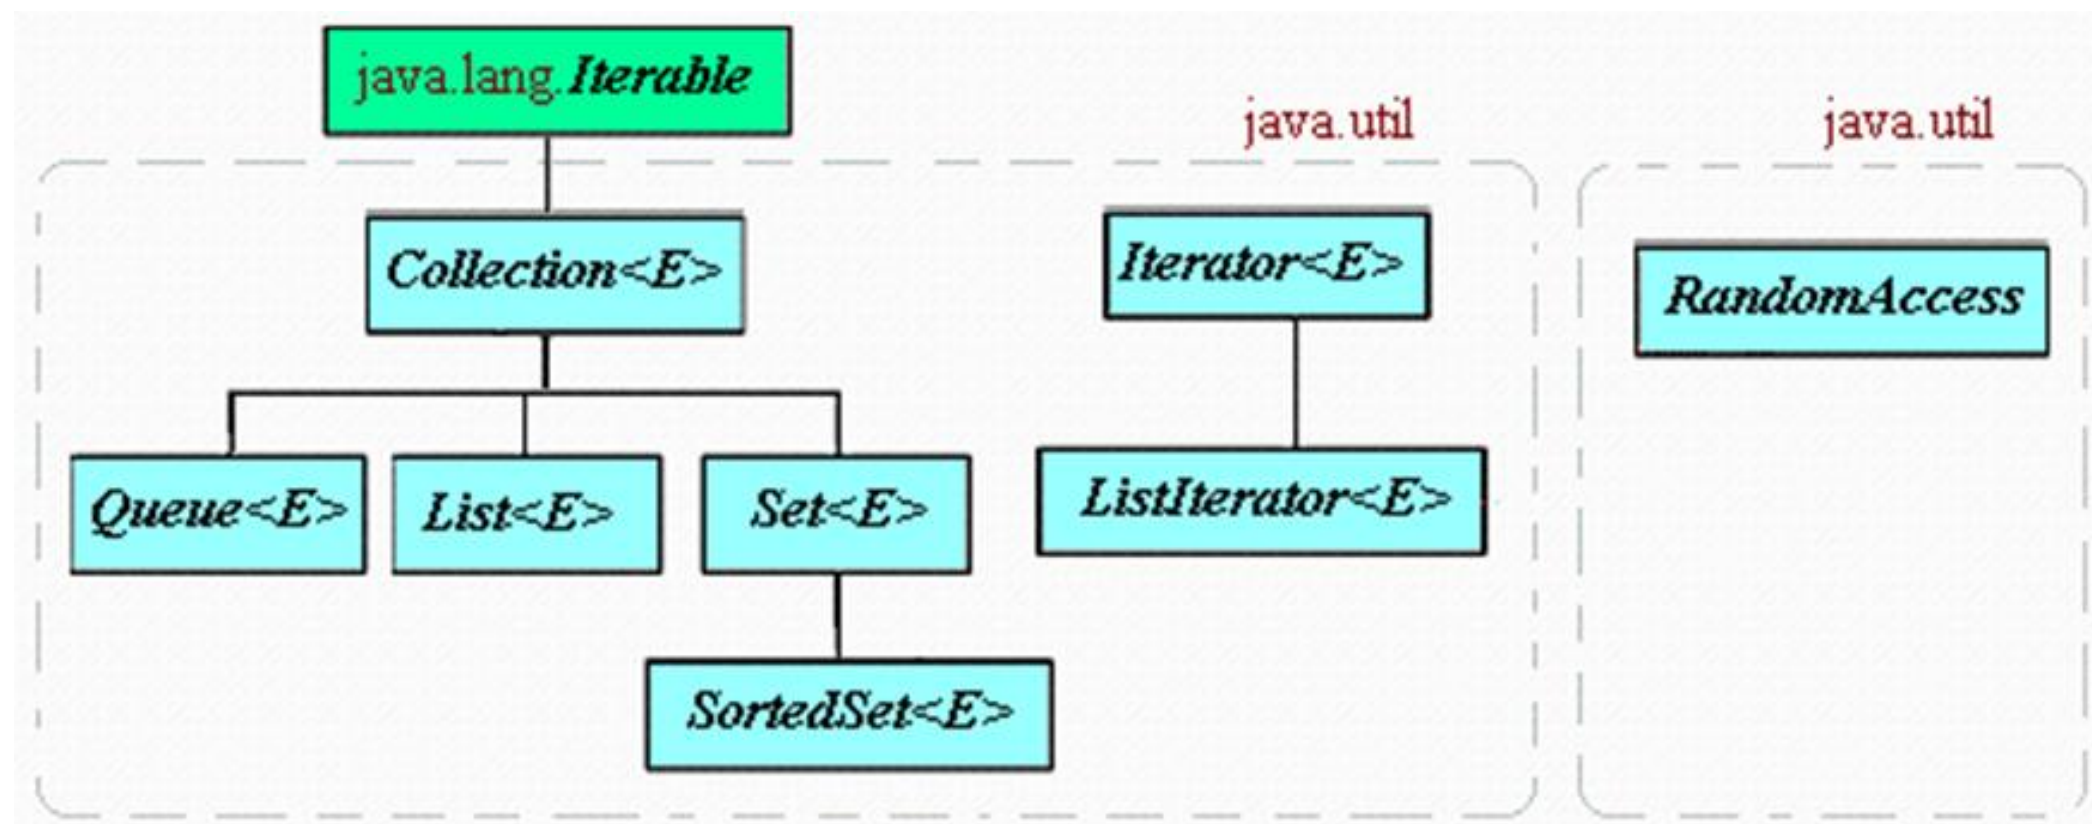 java.lang.Iterable
java.util
java.util
Collection<E>
Iterator<E>
RandomAccess
Queue<E>
List<E>
Set<E>
ListIterator<E>
SortedSet<E>